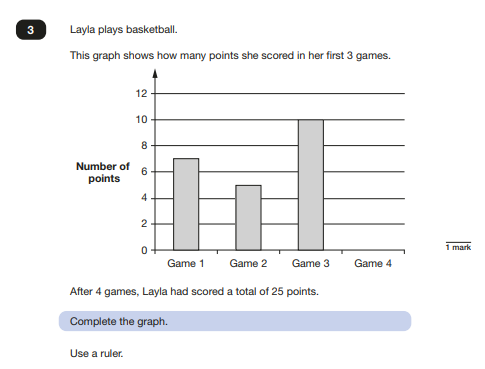 3
Layla plays basketball.
This graph shows how many points she scored in her first 3 games.
12
10
8
Number of
points
6
4
2
0
Game 1 Game 2 Game 3 Game 4
1 mark
After 4 games, Layla had scored a total of 25 points.
Complete the graph.
Use a ruler.